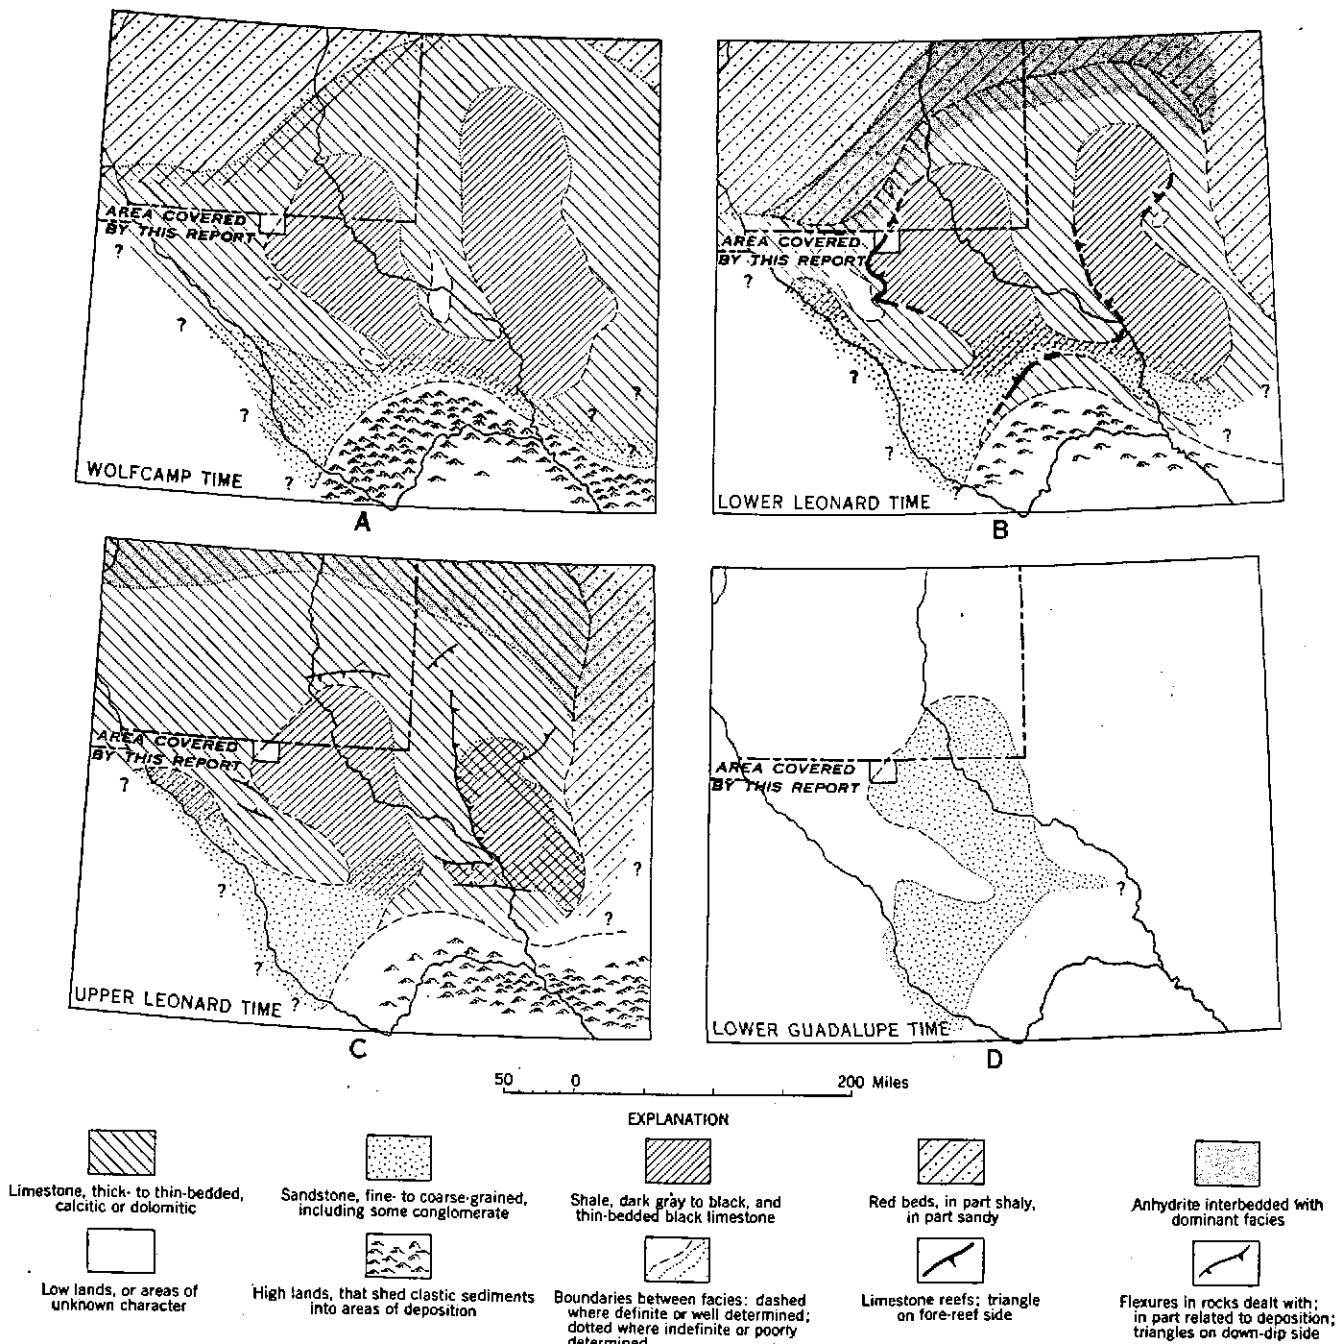 AREA COVERED
BY THIS REPORT
?
?
?
?
?
?
?
WOLFCAMP TIME
A
AREA COVERED
BY THIS REPORT
?
?
?
?
?
LOWER LEONARD TIME
B
AREA COVERED
BY THIS REPORT
?
?
?
?
?
?
UPPER LEONARD TIME
C
AREA COVERED
BY THIS REPORT
?
LOWER GUADALUPE TIME
D
50 0 200 Miles
EXPLANATION
Limestone, thick- to thin-bedded,
calcitic or dolomitic
Sandstone, fine- to coarse-grained,
including some conglomerate
Shale, dark gray to black, and
thin-bedded black limestone
Red beds, in part shaly,
in part sandy
Anhydrite interbedded with
dominant facies
Low lands, or areas of
unknown character
High lands, that shed clastic sediments
into areas of deposition
Boundaries between facies: dashed
where definite or well determined;
dotted where indefinite or poorly
determined
Limestone reefs; triangle
on fore-reef side
Flexures in rocks dealt with;
in part related to deposition;
triangles on down-dip side